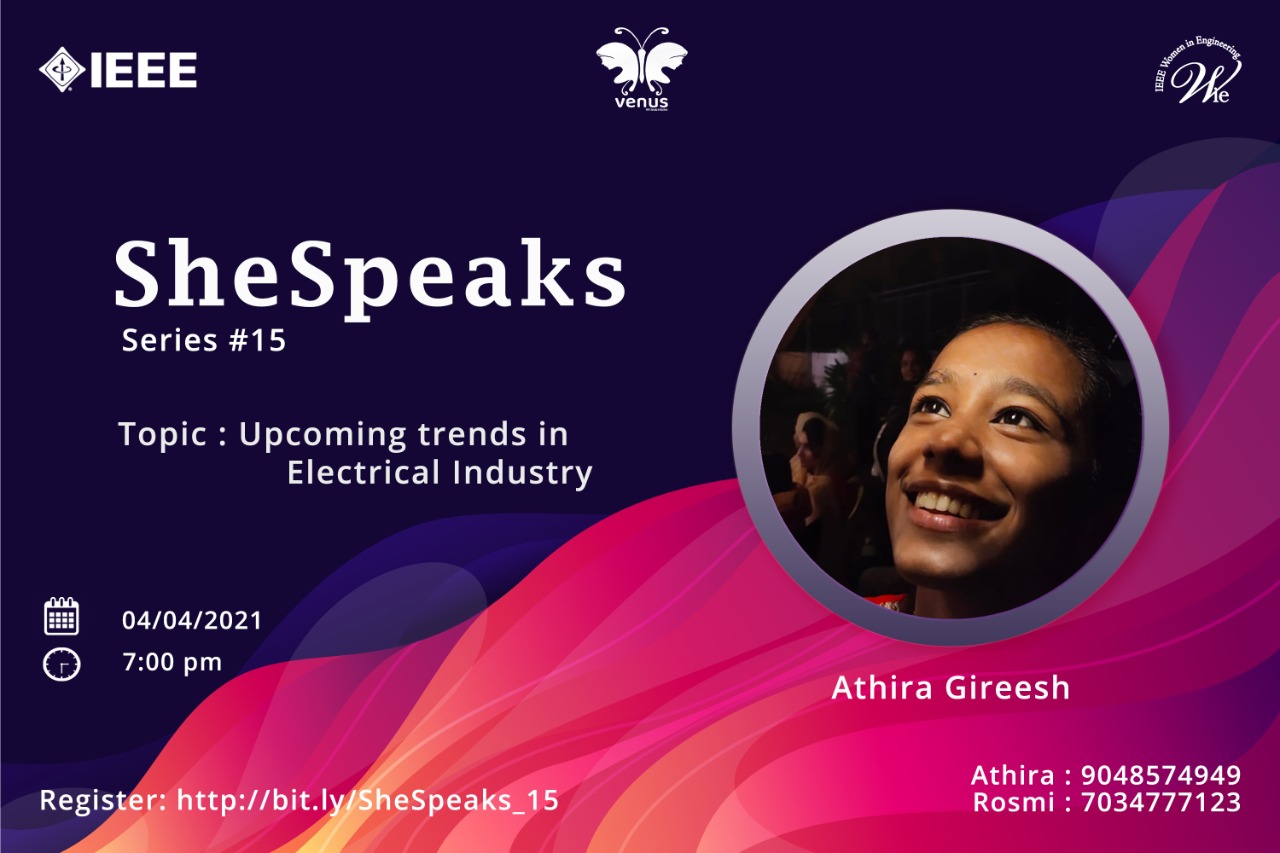 IEEE
venus
IEEE Women in Engineering
Wie
SheSpeaks
Series #15
Topic : Upcoming trends in
Electrical Industry
04/04/2021
7:00 pm
Athira Gireesh
Register: http://bit.ly/SheSpeaks_15
Athira : 9048574949
Rosmi : 7034777123